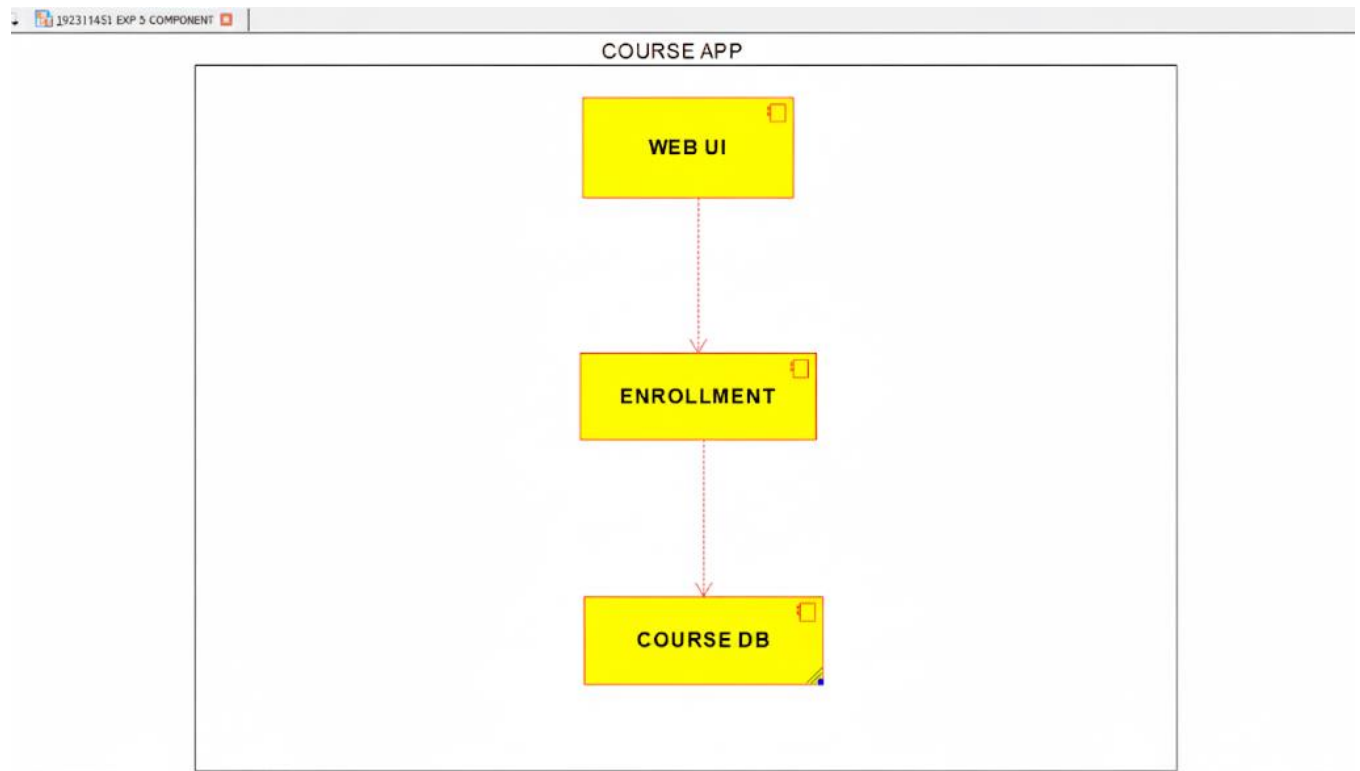 192311451 EXP 5 COMPONENT
COURSE APP
WEB UI
ENROLLMENT
COURSE DB